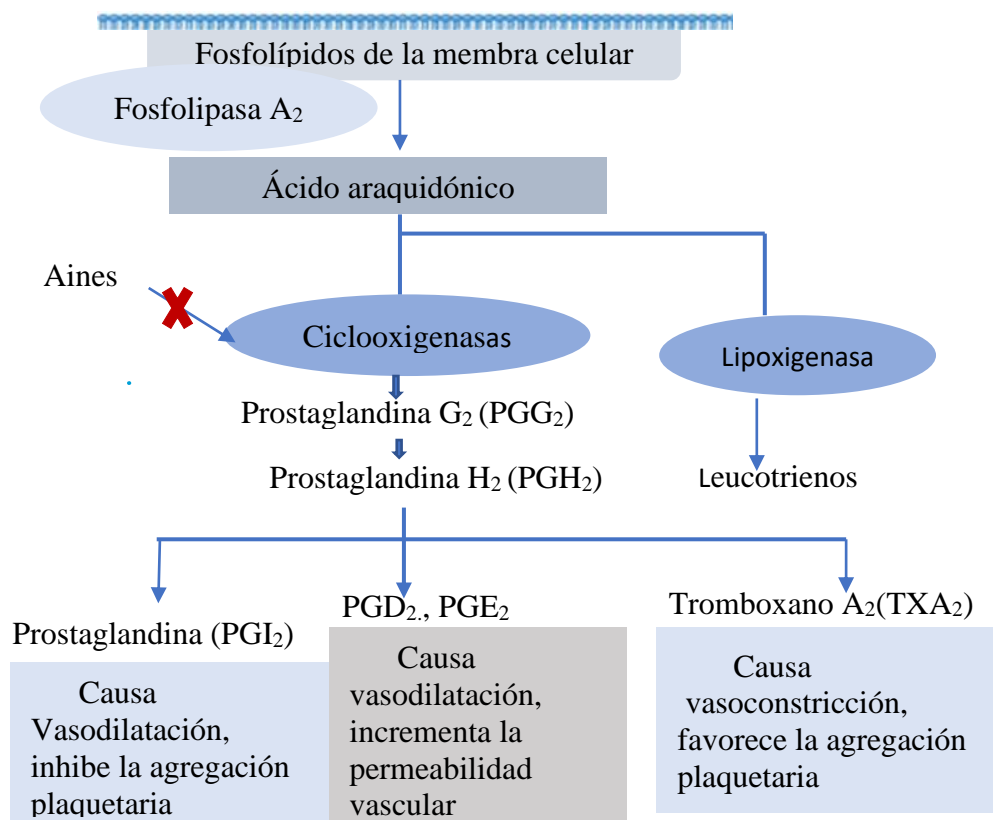 Fosfolípidos de la membra celular
Fosfolipasa A₂
Ácido araquidónico
Aines
Ciclooxigenasas
Lipoxigenasa
Prostaglandina G₂ (PGG₂)
Prostaglandina H₂ (PGH₂)
Leucotrienos
Prostaglandina (PGI₂)
Causa
Vasodilatación,
inhibe la agregación
plaquetaria
PGD₂., PGE₂
Causa
vasodilatación,
incrementa la
permeabilidad
vascular
Tromboxano A₂(TXA₂)
Causa
vasoconstricción,
favorece la agregación
plaquetaria